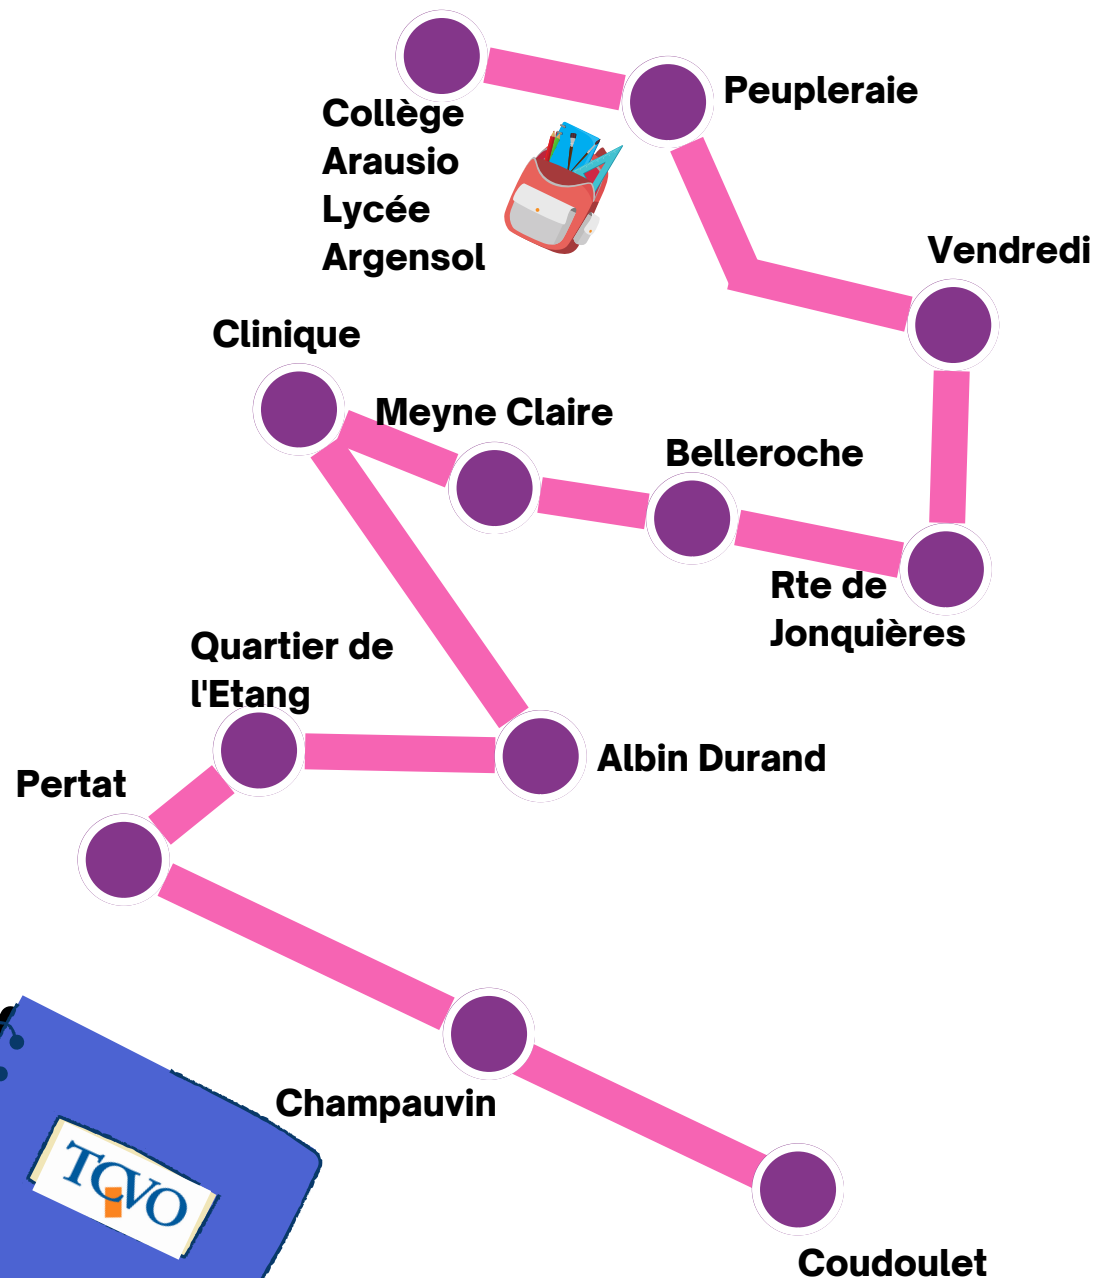 Collège
Arausio
Lycée
Argensol
Peupleraie
Vendredi
Clinique
Meyne Claire
Belleroche
Rte de
Jonquières
Quartier de
l'Etang
Albin Durand
Pertat
Champauvin
Coudoulet
TCVO